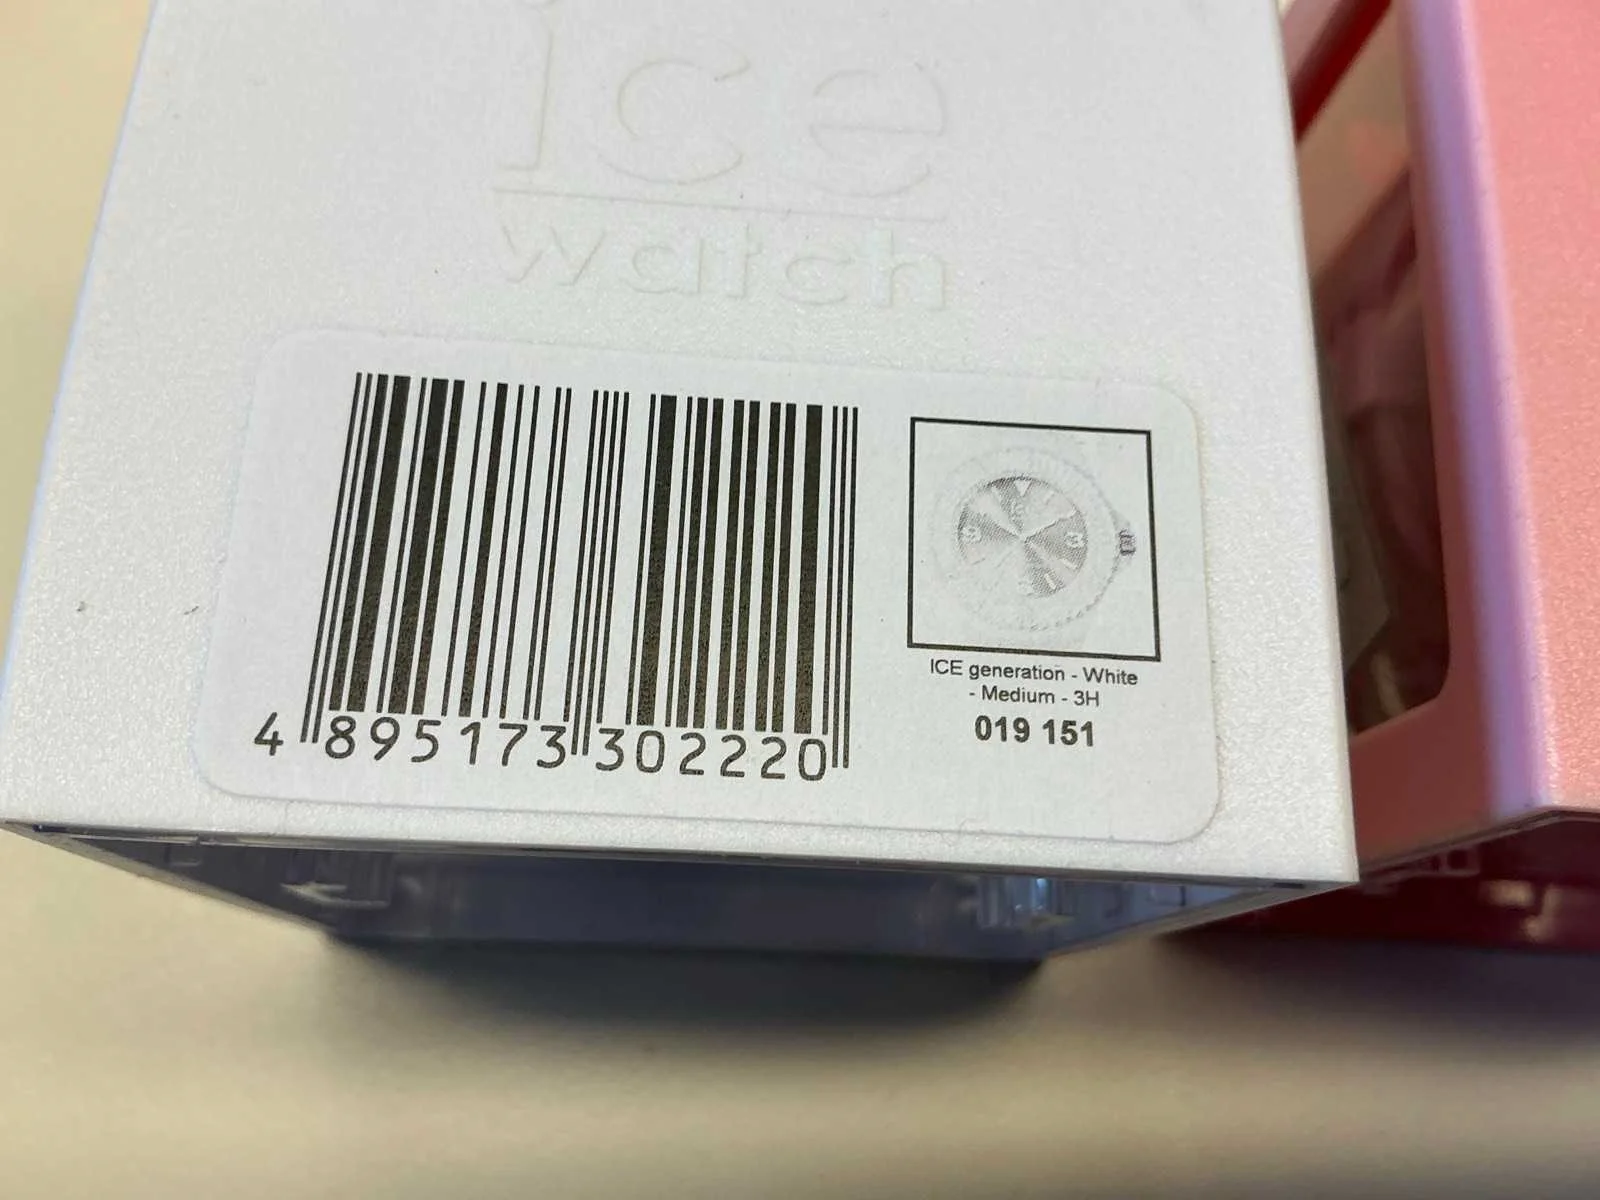 ice
watch
4 895173 302220
ICE generation - White
- Medium - 3H
019 151